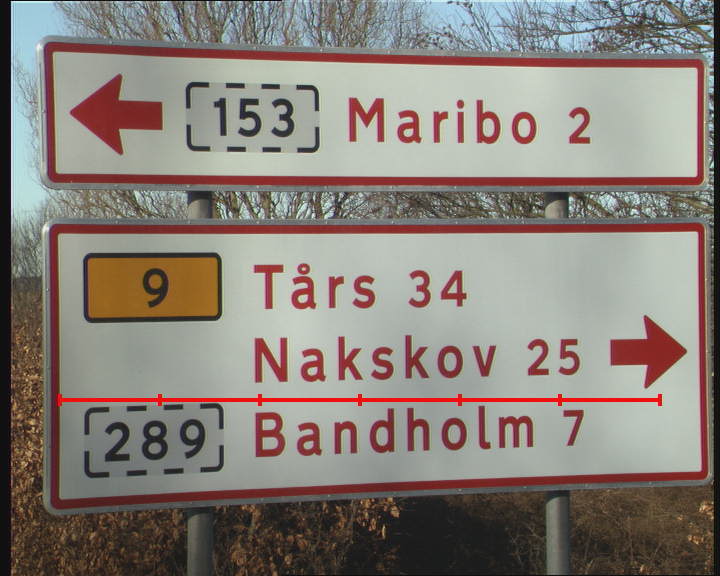 153 Maribo 2
9 Tårs 34
Nakskov 25
289 Bandholm 7